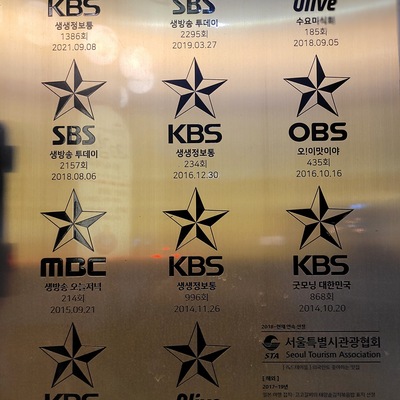 KBS
생생정보통
1386회
2021.09.08
SBS
생방송 투데이
2295회
2019.03.27
Olive
수요미식회
185회
2018.09.05
SBS
생방송 투데이
2157회
2018.08.06
KBS
생생정보통
234회
2016.12.30
OBS
오!이맛이야
435회
2016.10.16
MBC
생방송 오늘저녁
214회
2015.09.21
KBS
생생정보통
996회
2014.11.26
KBS
굿모닝 대한민국
868회
2014.10.20
KBS
Olive
서울특별시관광협회
STA Seoul Tourism Association
2017~19년